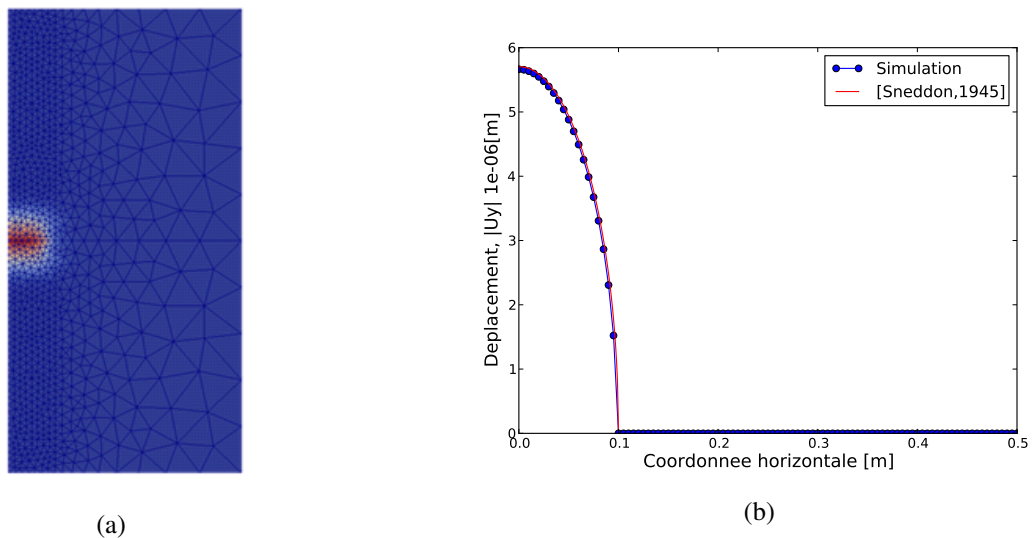 6
5
4
3
2
1
0
Deplacement, |Uy| 1e-06[m]
Simulation
[Sneddon,1945]
0.0 0.1 0.2 0.3 0.4 0.5
Coordonnee horizontale [m]
(a)
(b)